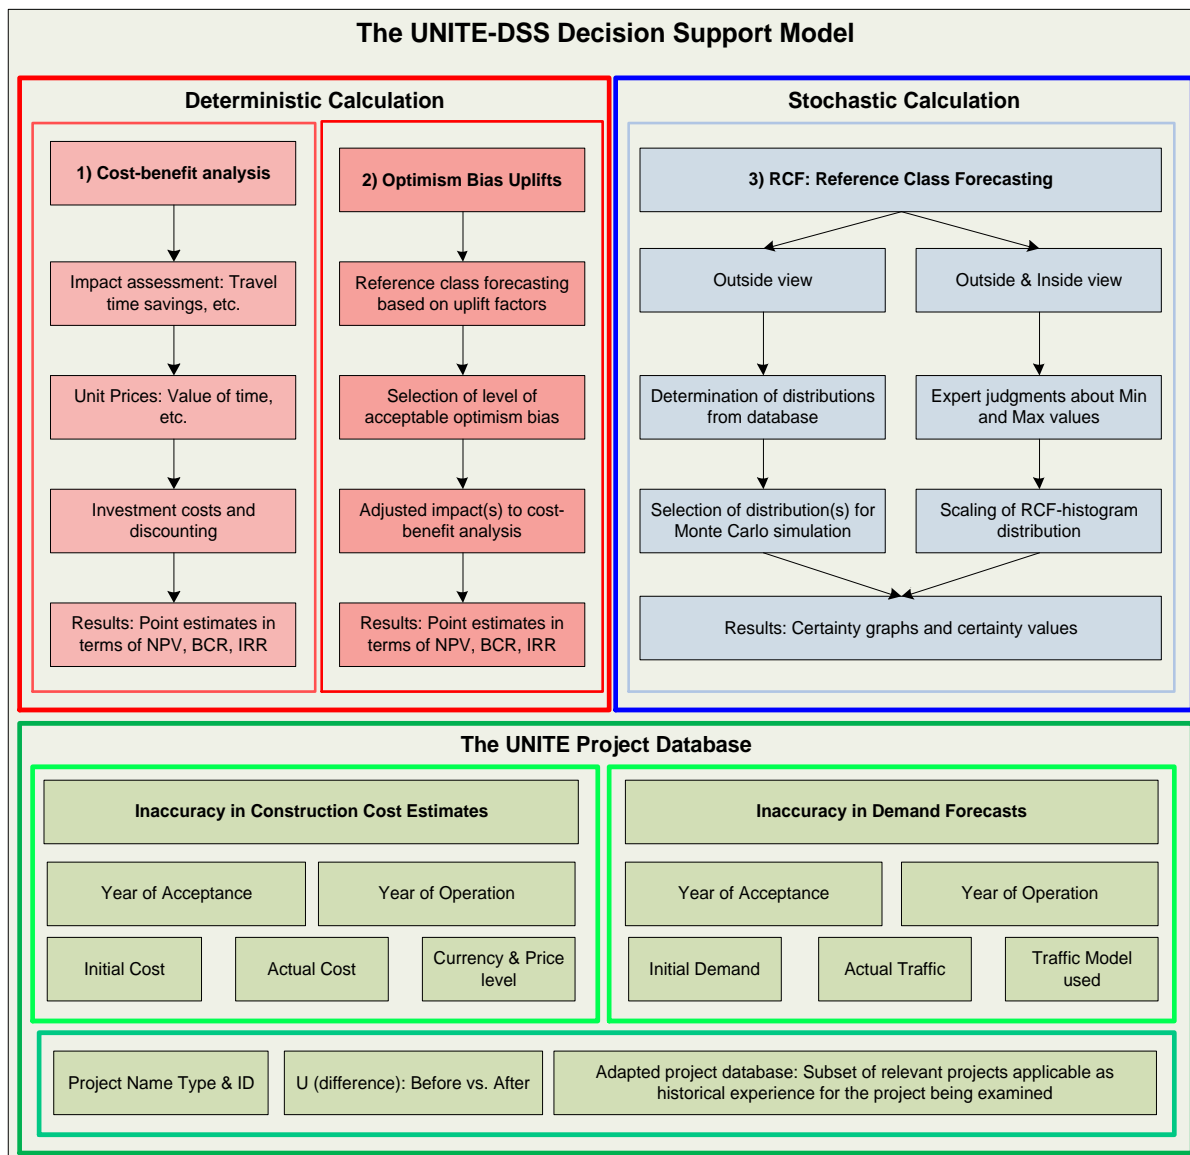 The UNITE-DSS Decision Support Model
Deterministic Calculation
1) Cost-benefit analysis
Impact assessment: Travel
time savings, etc.
Unit Prices: Value of time,
etc.
Investment costs and
discounting
Results: Point estimates in
terms of NPV, BCR, IRR
2) Optimism Bias Uplifts
Reference class forecasting
based on uplift factors
Selection of level of
acceptable optimism bias
Adjusted impact(s) to cost-
benefit analysis
Results: Point estimates in
terms of NPV, BCR, IRR
Stochastic Calculation
3) RCF: Reference Class Forecasting
Outside view
Determination of distributions
from database
Selection of distribution(s) for
Monte Carlo simulation
Outside & Inside view
Expert judgments about Min
and Max values
Scaling of RCF-histogram
distribution
Results: Certainty graphs and certainty values
The UNITE Project Database
Inaccuracy in Construction Cost Estimates
Year of Acceptance
Year of Operation
Initial Cost
Actual Cost
Currency & Price
level
Inaccuracy in Demand Forecasts
Year of Acceptance
Year of Operation
Initial Demand
Actual Traffic
Traffic Model
used
Project Name Type & ID
U (difference): Before vs. After
Adapted project database: Subset of relevant projects applicable as
historical experience for the project being examined